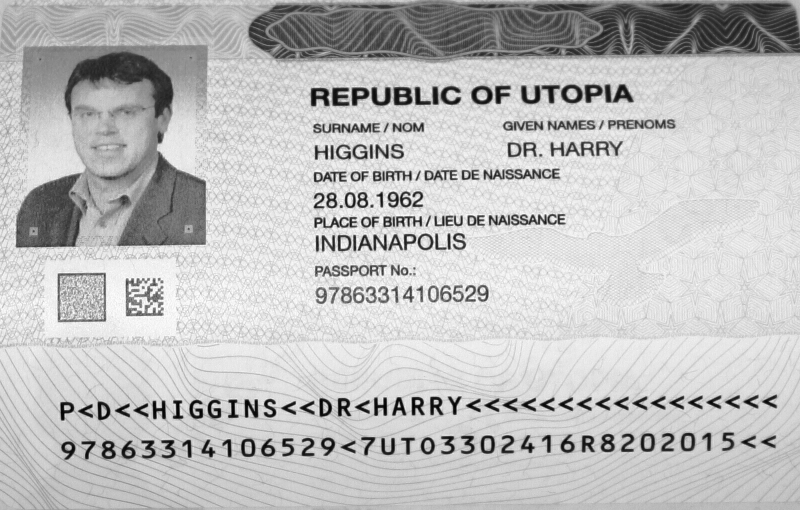 REPUBLIC OF UTOPIA
SURNAME / NOM GIVEN NAMES / PRENOMS
HIGGINS DR. HARRY
DATE OF BIRTH / DATE DE NAISSANCE
28.08.1962
PLACE OF BIRTH / LIEU DE NAISSANCE
INDIANAPOLIS
PASSPORT No.:
97863314106529
P<D<<HIGGINS<<DR<HARRY<<<<<<<<<<<<<<<<<<
97863314106529<7UTO3302416R8202015<<